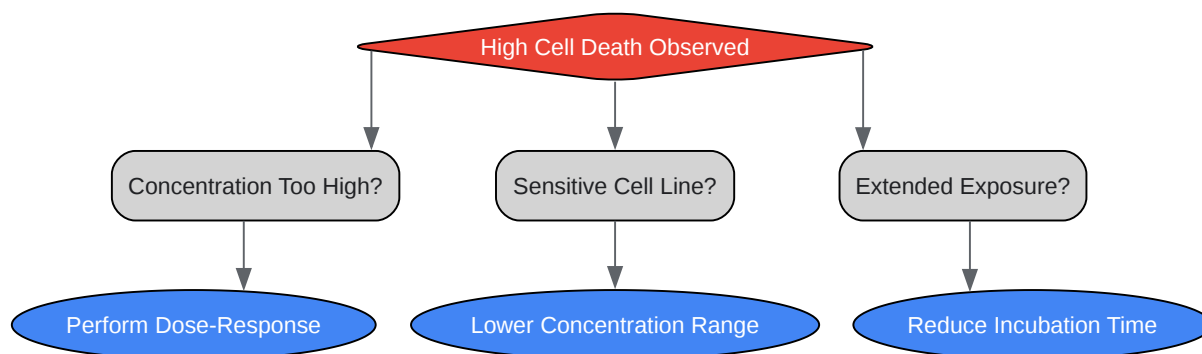 High Cell Death Observed
Concentration Too High?
Sensitive Cell Line?
Extended Exposure?
Perform Dose-Response
Lower Concentration Range
Reduce Incubation Time